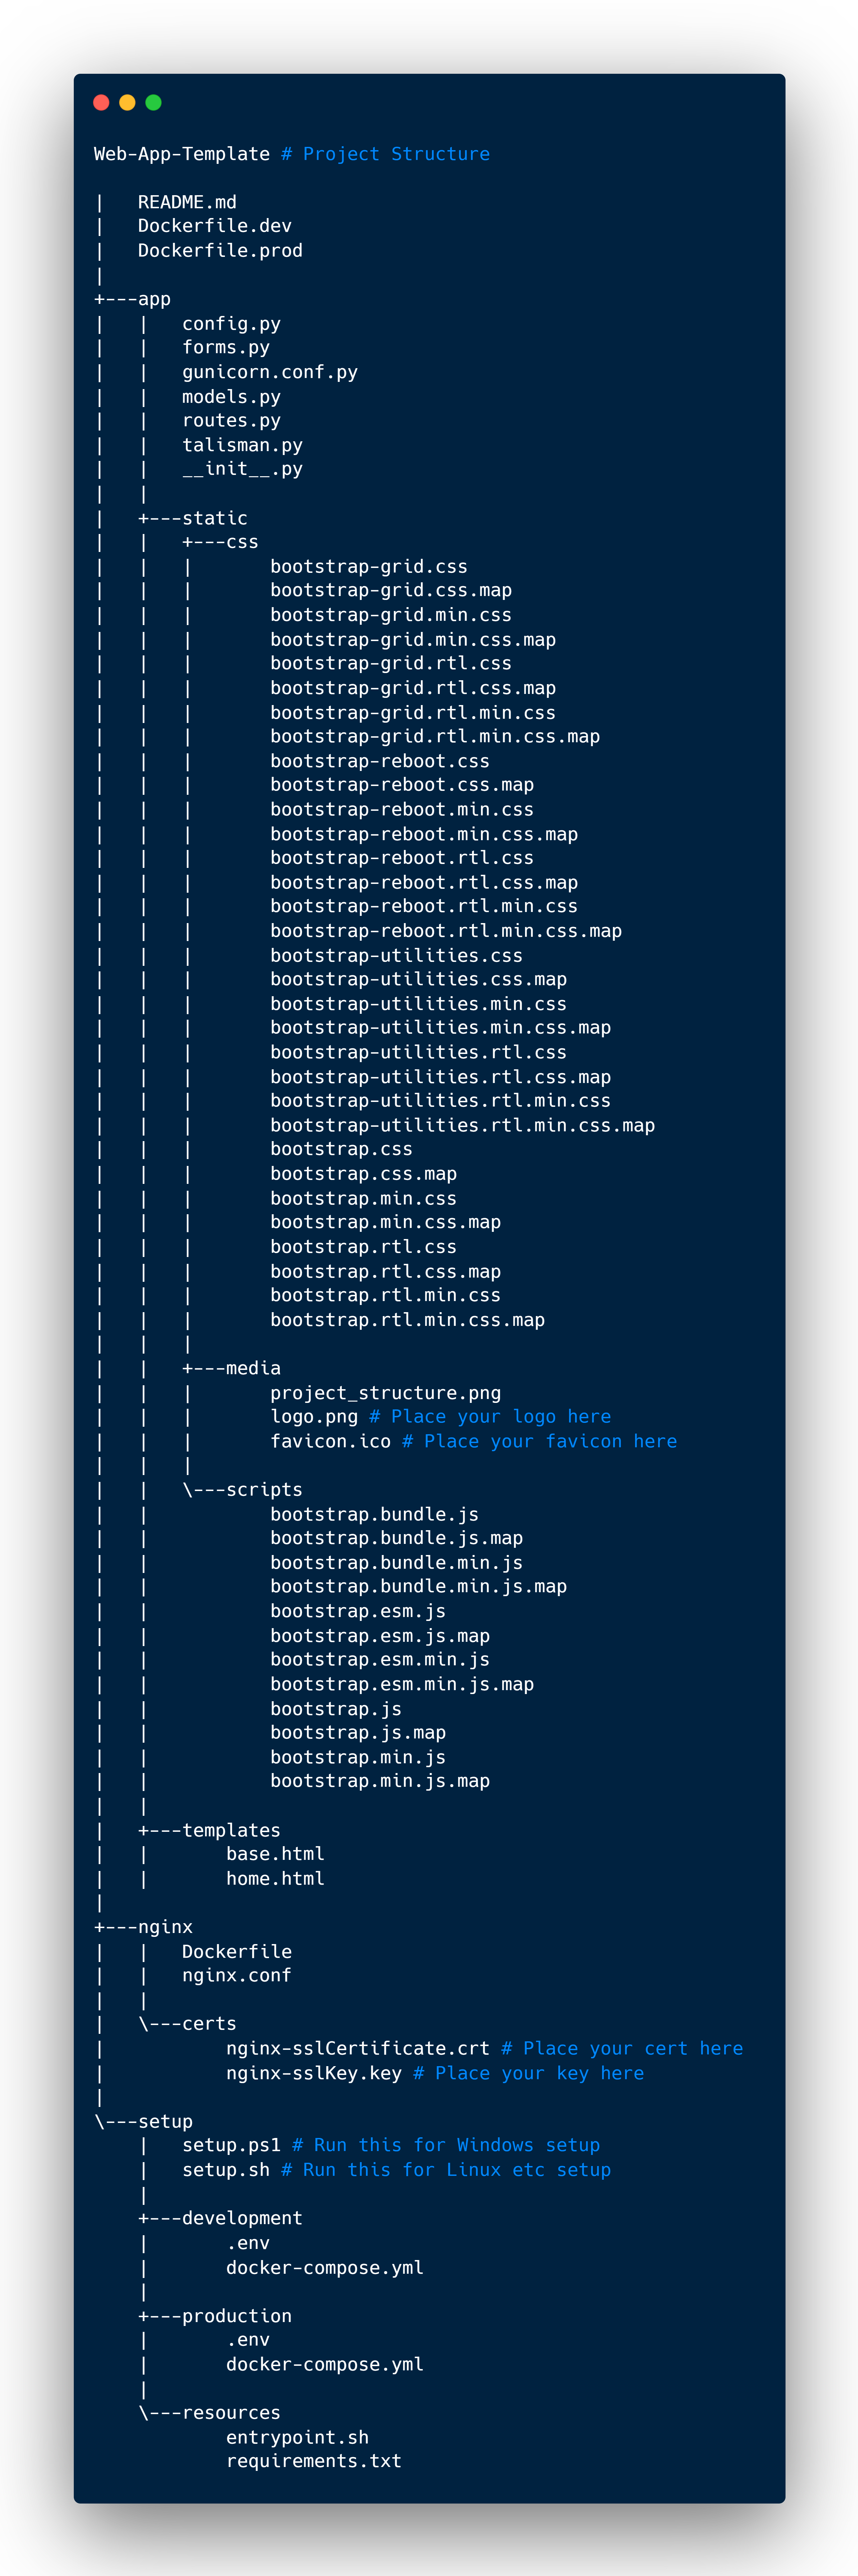 Web-App-Template # Project Structure

|   README.md
|   Dockerfile.dev
|   Dockerfile.prod
|
+---app
|   |   config.py
|   |   forms.py
|   |   gunicorn.conf.py
|   |   models.py
|   |   routes.py
|   |   talisman.py
|   |   __init__.py
|   |
|   +---static
|   |   +---css
|   |   |       bootstrap-grid.css
|   |   |       bootstrap-grid.css.map
|   |   |       bootstrap-grid.min.css
|   |   |       bootstrap-grid.min.css.map
|   |   |       bootstrap-grid.rtl.css
|   |   |       bootstrap-grid.rtl.css.map
|   |   |       bootstrap-grid.rtl.min.css
|   |   |       bootstrap-grid.rtl.min.css.map
|   |   |       bootstrap-reboot.css
|   |   |       bootstrap-reboot.css.map
|   |   |       bootstrap-reboot.min.css
|   |   |       bootstrap-reboot.min.css.map
|   |   |       bootstrap-reboot.rtl.css
|   |   |       bootstrap-reboot.rtl.css.map
|   |   |       bootstrap-reboot.rtl.min.css
|   |   |       bootstrap-reboot.rtl.min.css.map
|   |   |       bootstrap-utilities.css
|   |   |       bootstrap-utilities.css.map
|   |   |       bootstrap-utilities.min.css
|   |   |       bootstrap-utilities.min.css.map
|   |   |       bootstrap-utilities.rtl.css
|   |   |       bootstrap-utilities.rtl.css.map
|   |   |       bootstrap-utilities.rtl.min.css
|   |   |       bootstrap-utilities.rtl.min.css.map
|   |   |       bootstrap.css
|   |   |       bootstrap.css.map
|   |   |       bootstrap.min.css
|   |   |       bootstrap.min.css.map
|   |   |       bootstrap.rtl.css
|   |   |       bootstrap.rtl.css.map
|   |   |       bootstrap.rtl.min.css
|   |   |       bootstrap.rtl.min.css.map
|   |   |
|   |   +---media
|   |   |       project_structure.png
|   |   |       logo.png # Place your logo here
|   |   |       favicon.ico # Place your favicon here
|   |   |
|   |   \---scripts
|   |           bootstrap.bundle.js
|   |           bootstrap.bundle.js.map
|   |           bootstrap.bundle.min.js
|   |           bootstrap.bundle.min.js.map
|   |           bootstrap.esm.js
|   |           bootstrap.esm.js.map
|   |           bootstrap.esm.min.js
|   |           bootstrap.esm.min.js.map
|   |           bootstrap.js
|   |           bootstrap.js.map
|   |           bootstrap.min.js
|   |           bootstrap.min.js.map
|   |
|   +---templates
|   |       base.html
|   |       home.html
|
+---nginx
|   |   Dockerfile
|   |   nginx.conf
|   |
|   \---certs
|           nginx-sslCertificate.crt # Place your cert here
|           nginx-sslKey.key # Place your key here
|
\---setup
    |   setup.ps1 # Run this for Windows setup
    |   setup.sh # Run this for Linux etc setup
    |
    +---development
    |       .env
    |       docker-compose.yml
    |
    +---production
    |       .env
    |       docker-compose.yml
    |
    \---resources
            entrypoint.sh
            requirements.txt